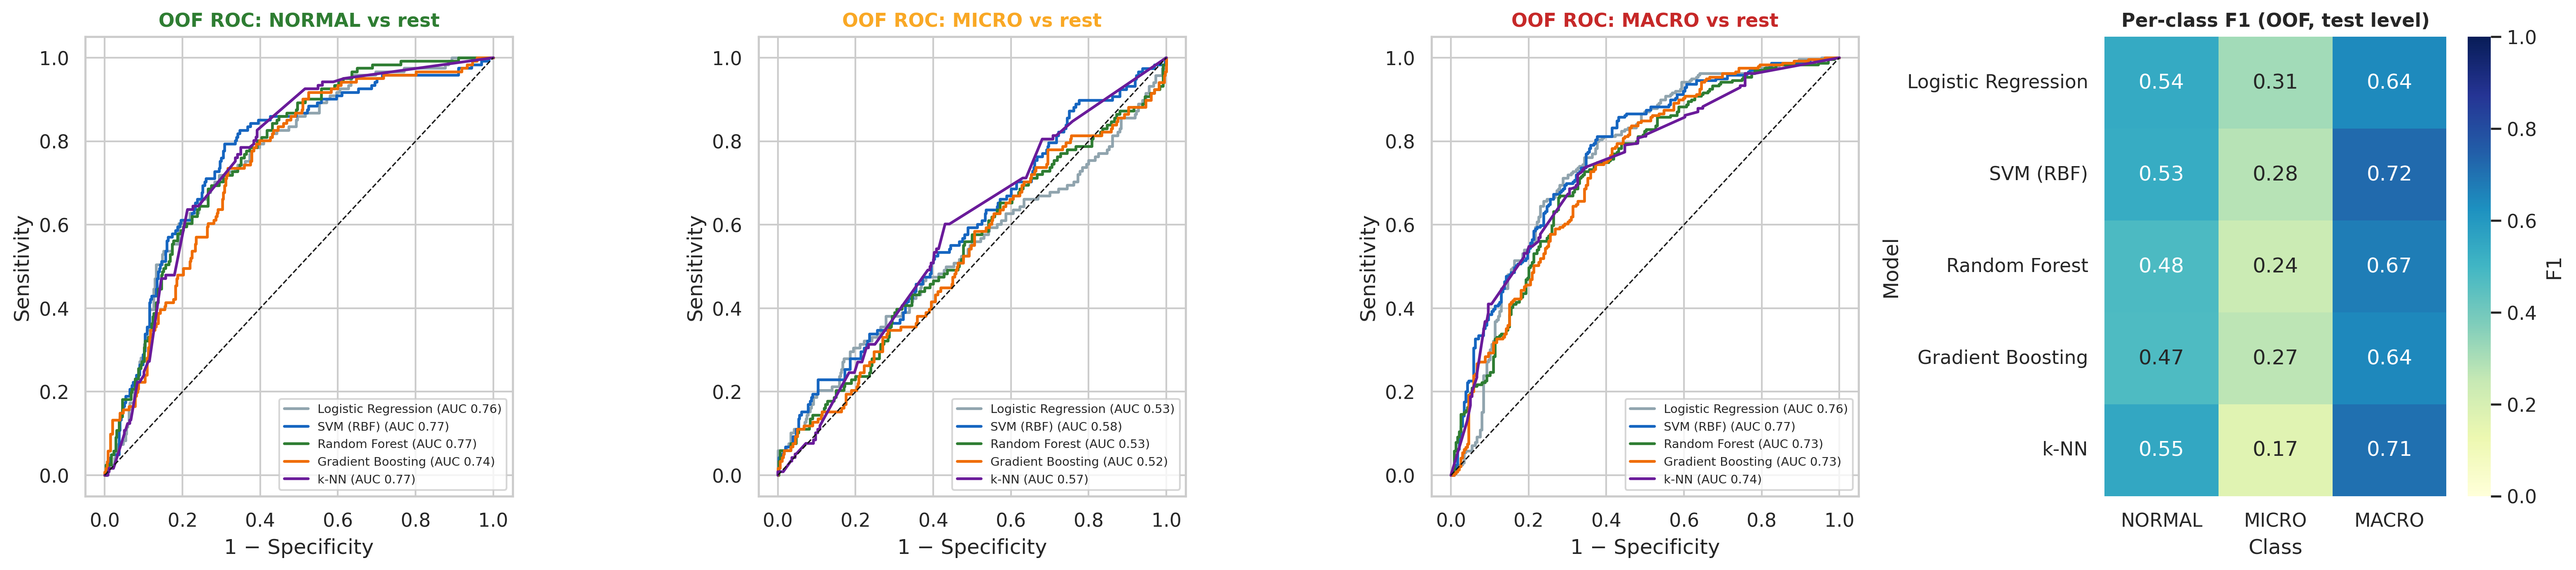 OOF ROC: NORMAL vs rest
Sensitivity
1.0
0.8
0.6
0.4
0.2
0.0
Logistic Regression (AUC 0.76)
SVM (RBF) (AUC 0.77)
Random Forest (AUC 0.77)
Gradient Boosting (AUC 0.74)
k-NN (AUC 0.77)
0.0 0.2 0.4 0.6 0.8 1.0
1 − Specificity
OOF ROC: MICRO vs rest
Sensitivity
1.0
0.8
0.6
0.4
0.2
0.0
Logistic Regression (AUC 0.53)
SVM (RBF) (AUC 0.58)
Random Forest (AUC 0.53)
Gradient Boosting (AUC 0.52)
k-NN (AUC 0.57)
0.0 0.2 0.4 0.6 0.8 1.0
1 − Specificity
OOF ROC: MACRO vs rest
Sensitivity
1.0
0.8
0.6
0.4
0.2
0.0
Logistic Regression (AUC 0.76)
SVM (RBF) (AUC 0.77)
Random Forest (AUC 0.73)
Gradient Boosting (AUC 0.73)
k-NN (AUC 0.74)
0.0 0.2 0.4 0.6 0.8 1.0
1 − Specificity
Per-class F1 (OOF, test level)
Model
Logistic Regression 0.54 0.31 0.64
SVM (RBF) 0.53 0.28 0.72
Random Forest 0.48 0.24 0.67
Gradient Boosting 0.47 0.27 0.64
k-NN 0.55 0.17 0.71
NORMAL MICRO MACRO
Class
1.0
0.8
0.6
0.4
0.2
0.0
F1